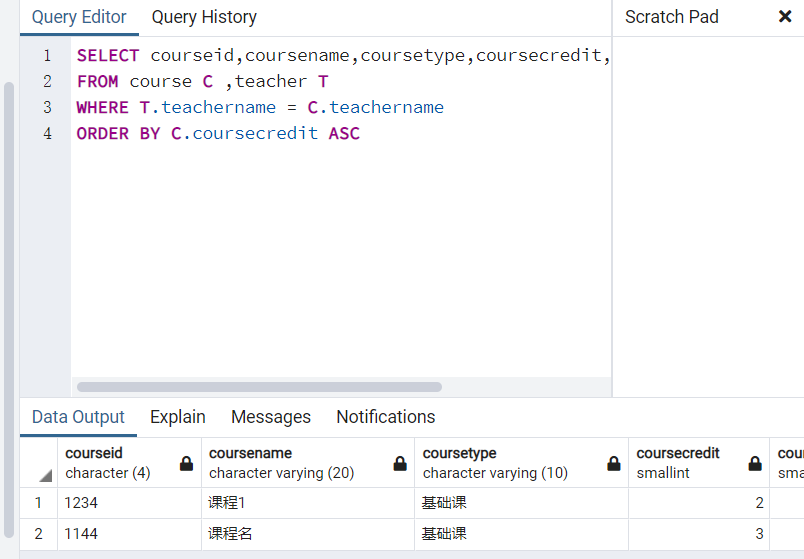 Query Editor Query History Scratch Pad ×
1 SELECT courseid,coursename,coursetype,coursecredit,
2 FROM course C ,teacher T
3 WHERE T.teachername = C.teachername
4 ORDER BY C.coursecredit ASC
Data Output Explain Messages Notifications
courseid coursename coursetype coursecredit cou
character (4) character varying (20) character varying (10) smallint sma
1 1234 课程1 基础课 2
2 1144 课程名 基础课 3